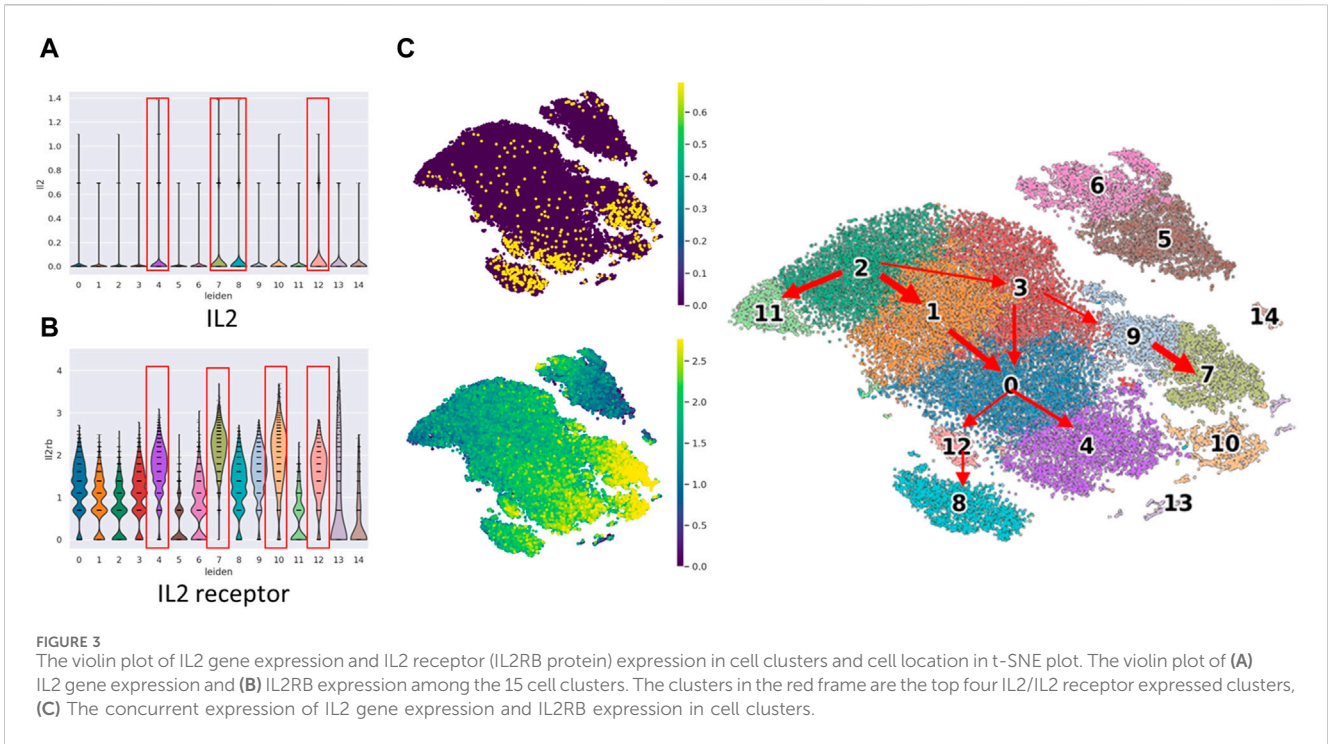 A
1.4
1.2
1.0
0.8
0.6
0.4
0.2
0.0
Il2
0 1 2 3 4 5 6 7 8 9 10 11 12 13 14
leiden
IL2
B
4
3
2
1
0
Il2rb
0 1 2 3 4 5 6 7 8 9 10 11 12 13 14
leiden
IL2 receptor
C
0.6
0.5
0.4
0.3
0.2
0.1
0.0
2.5
2.0
1.5
1.0
0.5
0.0
6
5
2
3
11
1
14
9
7
0
12
4
10
8
13
FIGURE 3
The violin plot of IL2 gene expression and IL2 receptor (IL2RB protein) expression in cell clusters and cell location in t-SNE plot. The violin plot of (A)
IL2 gene expression and (B) IL2RB expression among the 15 cell clusters. The clusters in the red frame are the top four IL2/IL2 receptor expressed clusters,
(C) The concurrent expression of IL2 gene expression and IL2RB expression in cell clusters.